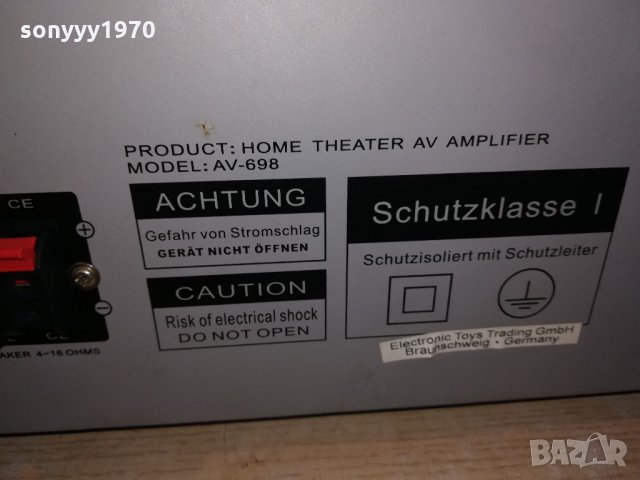 sonyyy1970
PRODUCT: HOME THEATER AV AMPLIFIER
MODEL: AV-698
CE
ACHTUNG
Gefahr von Stromschlag
GERÄT NICHT ÖFFNEN
CAUTION
Risk of electrical shock
DO NOT OPEN
Schutzklasse I
Schutzisoliert mit Schutzleiter
Electronic Toys Trading GmbH
Braunschweig - Germany
4~16 OHMS
BAZAR